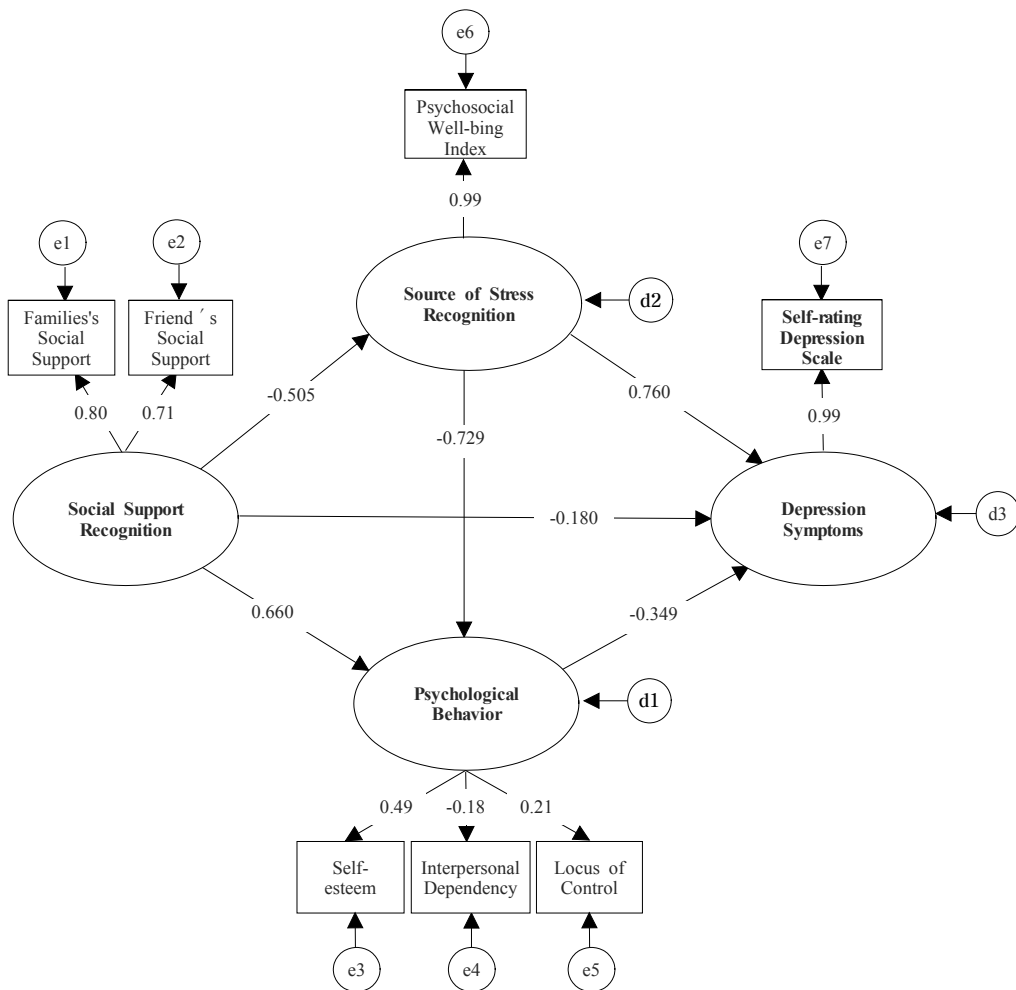 e6
Psychosocial
Well-bing
Index
0.99
e1
e2
e7
Families's
Social
Support
Friend ´ s
Social
Support
Source of Stress
Recognition
d2
Self-rating
Depression
Scale
0.80
0.71
-0.505
0.760
0.99
-0.729
Social Support
Recognition
-0.180
Depression
Symptoms
d3
0.660
-0.349
Psychological
Behavior
d1
0.49
-0.18
0.21
Self-
esteem
Interpersonal
Dependency
Locus of
Control
e3
e4
e5